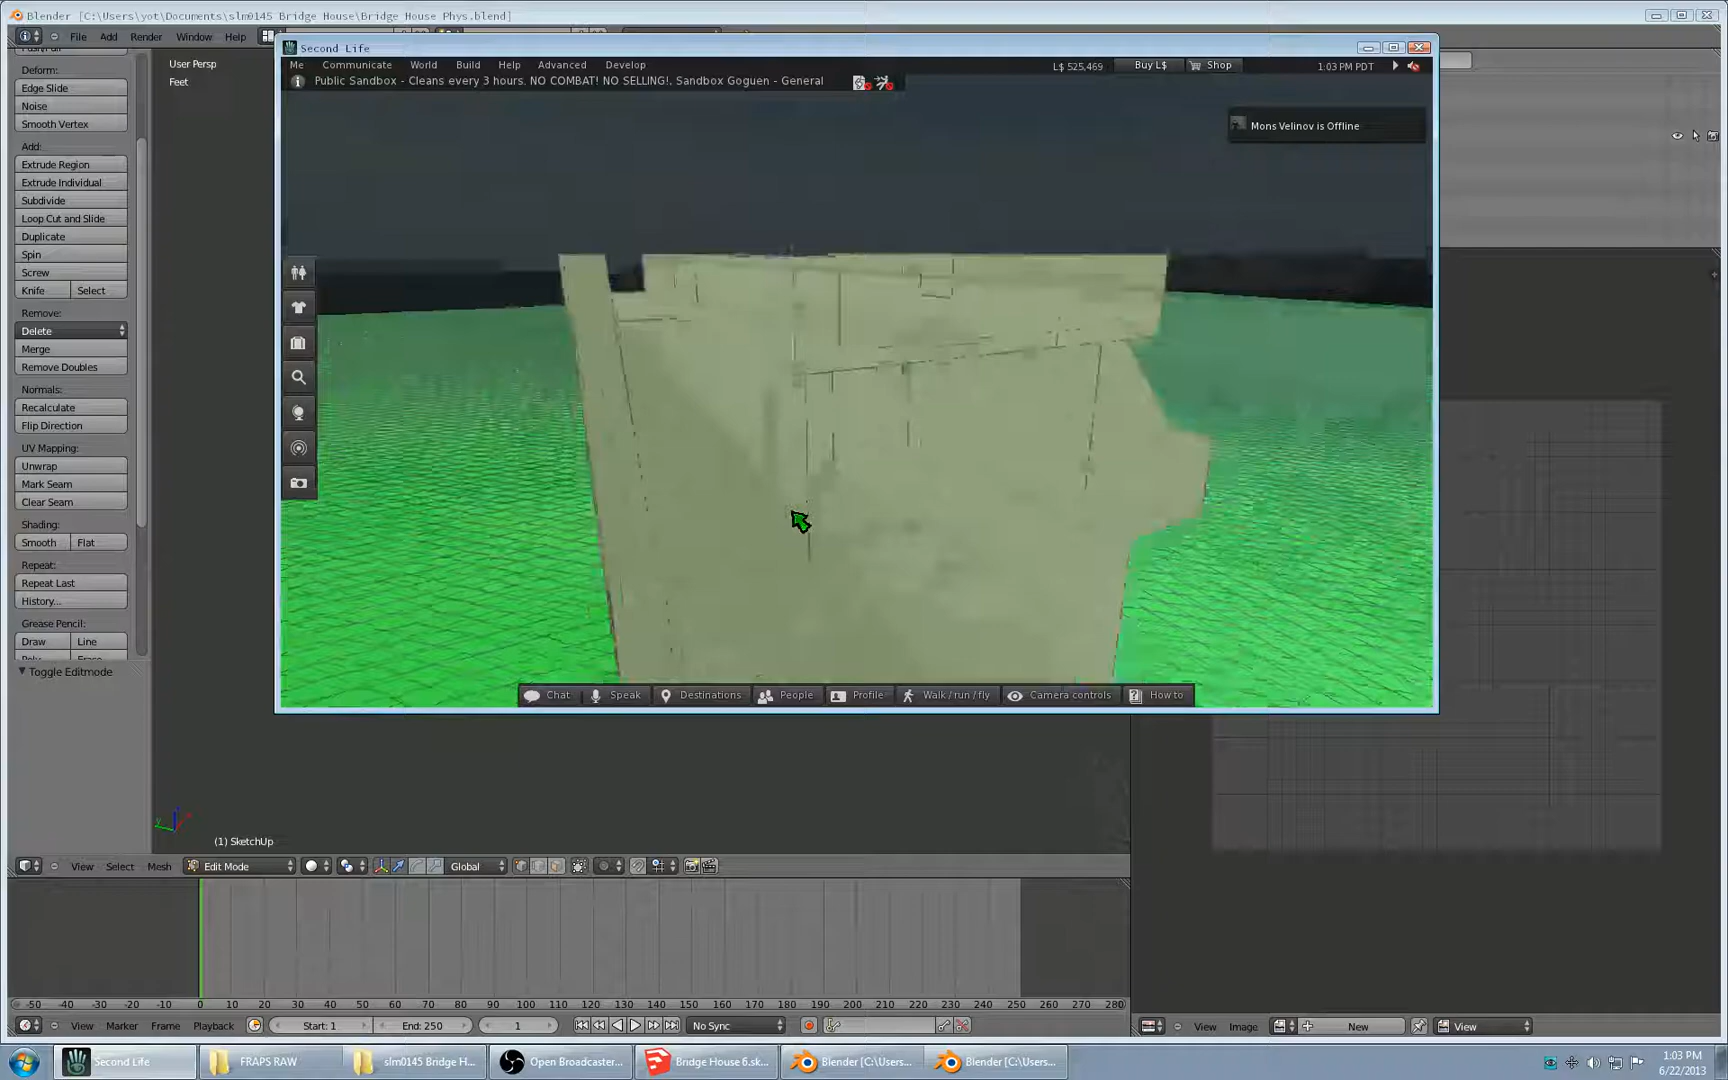 Blender [C:\Users\yot\Documents\slm0145 Bridge House\Bridge House Phys.blend]
File Add Render Window Help
User Persp
Feet
Deform:
Edge Slide
Noise
Smooth Vertex
Add:
Extrude Region
Extrude Individual
Subdivide
Loop Cut and Slide
Duplicate
Spin
Screw
Knife Select
Remove:
Delete
Merge
Remove Doubles
Normals:
Recalculate
Flip Direction
UV Mapping:
Unwrap
Mark Seam
Clear Seam
Shading:
Smooth Flat
Repeat:
Repeat Last
History...
Grease Pencil:
Draw Line
Toggle Editmode
Second Life
Me Communicate World Build Help Advanced Develop
L$ 525,469 Buy L$ Shop 1:03 PM PDT
Public Sandbox - Cleans every 3 hours. NO COMBAT! NO SELLING!, Sandbox Goguen - General
Mons Velinov is Offline
Chat Speak Destinations People Profile Walk / run / fly Camera controls How to
(1) SketchUp
View Select Mesh Edit Mode Global
-50 -40 -30 -20 -10 0 10 20 30 40 50 60 70 80 90 100 110 120 130 140 150 160 170 180 190 200 210 220 230 240 250 260 270 280
View Marker Frame Playback Start: 1 End: 250 1 No Sync
View Image New View
Second Life FRAPS RAW slm0145 Bridge H... Open Broadcaster... Bridge House 6.sk... Blender [C:\Users... Blender [C:\Users...
1:03 PM
6/22/2013